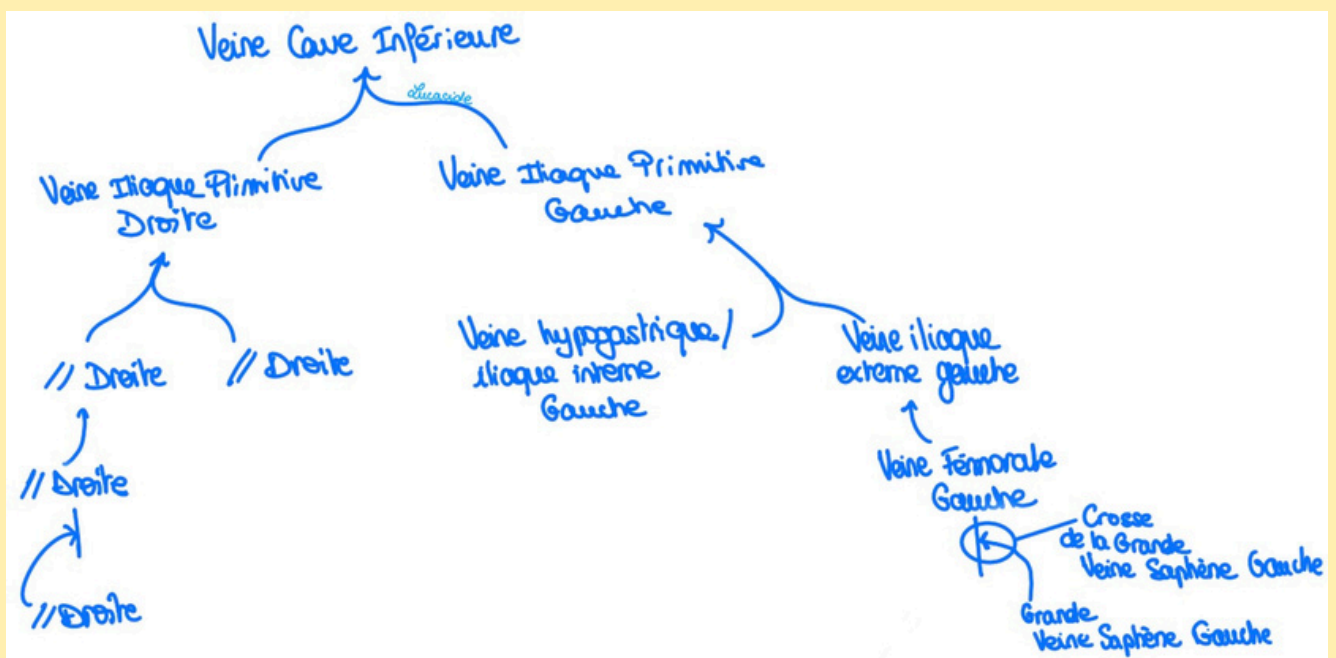 Veine Cave Inférieure
Lucaside
Veine Iliaque Primitive
Droite
Veine Iliaque Primitive
Gauche
// Droite
// Droite
Veine hypogastrique/
iliaque interne
Gauche
Veine iliaque
externe gauche
// Droite
Veine Fémorale
Gauche
Crosse
de la Grande
Veine Saphène Gauche
// Droite
Grande
Veine Saphène Gauche